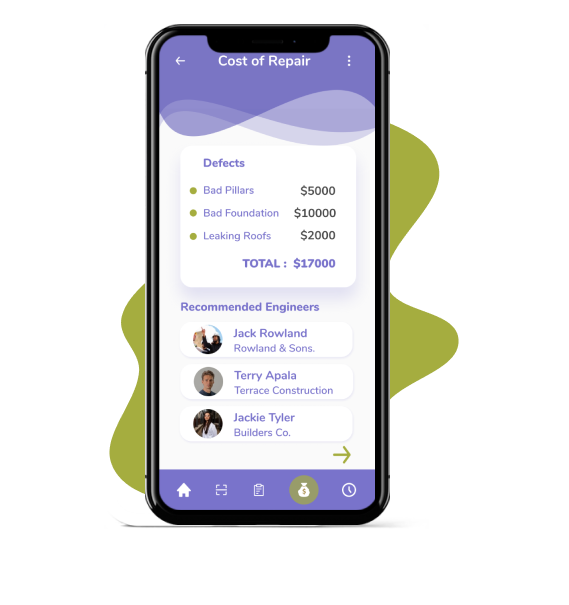 Cost of Repair
Defects
Bad Pillars $5000
Bad Foundation $10000
Leaking Roofs $2000
TOTAL : $17000
Recommended Engineers
Jack Rowland
Rowland & Sons.
Terry Apala
Terrace Construction
Jackie Tyler
Builders Co.